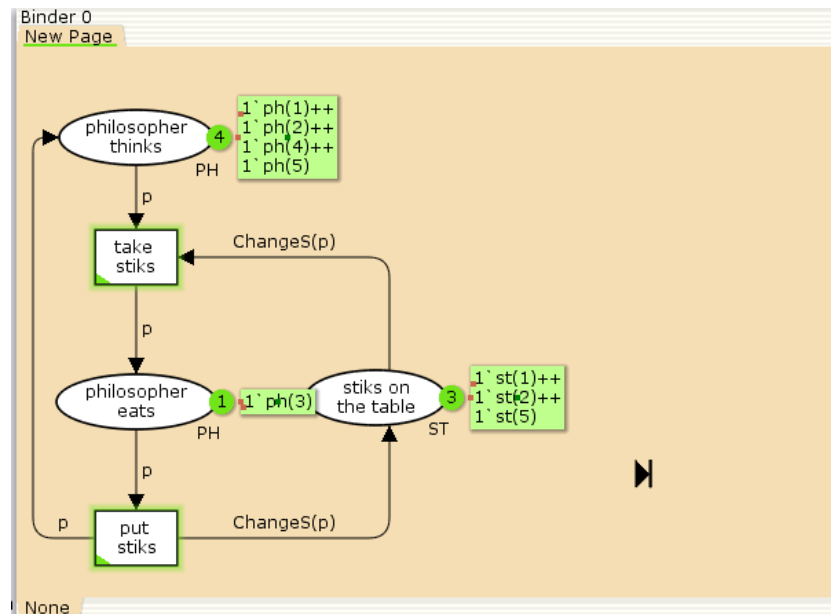 Binder 0
New Page
philosopher
thinks
4
PH
1`ph(1)++
1`ph(2)++
1`ph(4)++
1`ph(5)
p
take
stiks
ChangeS(p)
p
philosopher
eats
1
PH
1`ph(3)
stiks on
the table
3
ST
1`st(1)++
1`st(2)++
1`st(5)
p
p
put
stiks
ChangeS(p)
None